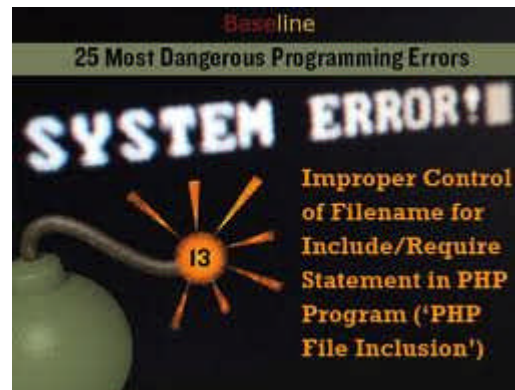 Baseline
25 Most Dangerous Programming Errors
SYSTEM ERROR!
13
Improper Control
of Filename for
Include/Require
Statement in PHP
Program (‘PHP
File Inclusion’)